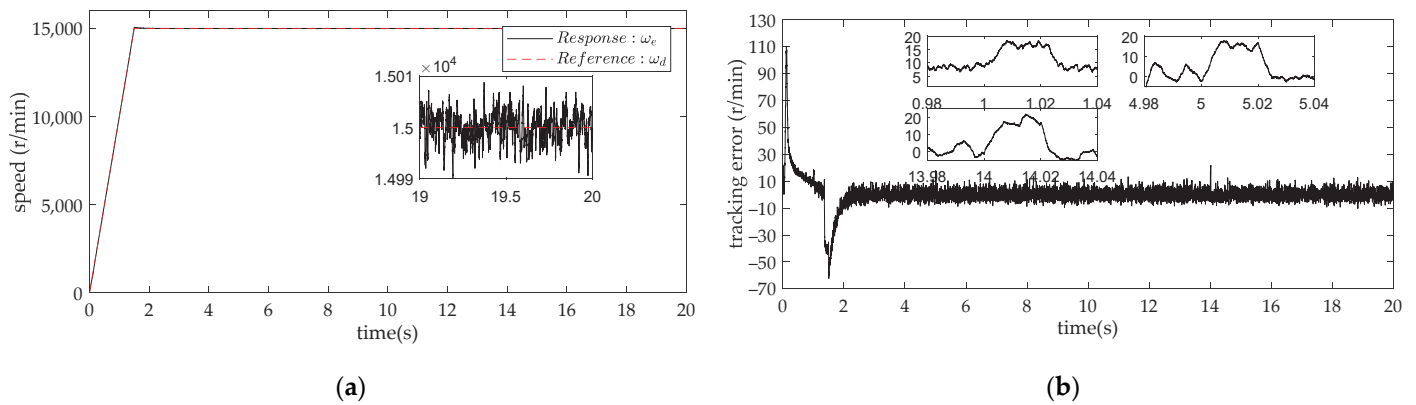 15,000
10,000
5,000
0
speed (r/min)
0 2 4 6 8 10 12 14 16 18 20
time(s)
Response : ωe
Reference : ωd
×10⁴
1.501
1.5
1.499
19 19.5 20
(a)
130
110
90
70
50
30
10
−10
−30
−50
−70
tracking error (r/min)
0 2 4 6 8 10 12 14 16 18 20
time(s)
20
15
10
5
0.98 1 1.02 1.04
20
10
0
4.98 5 5.02 5.04
20
10
0
13.98 14 14.02 14.04
(b)